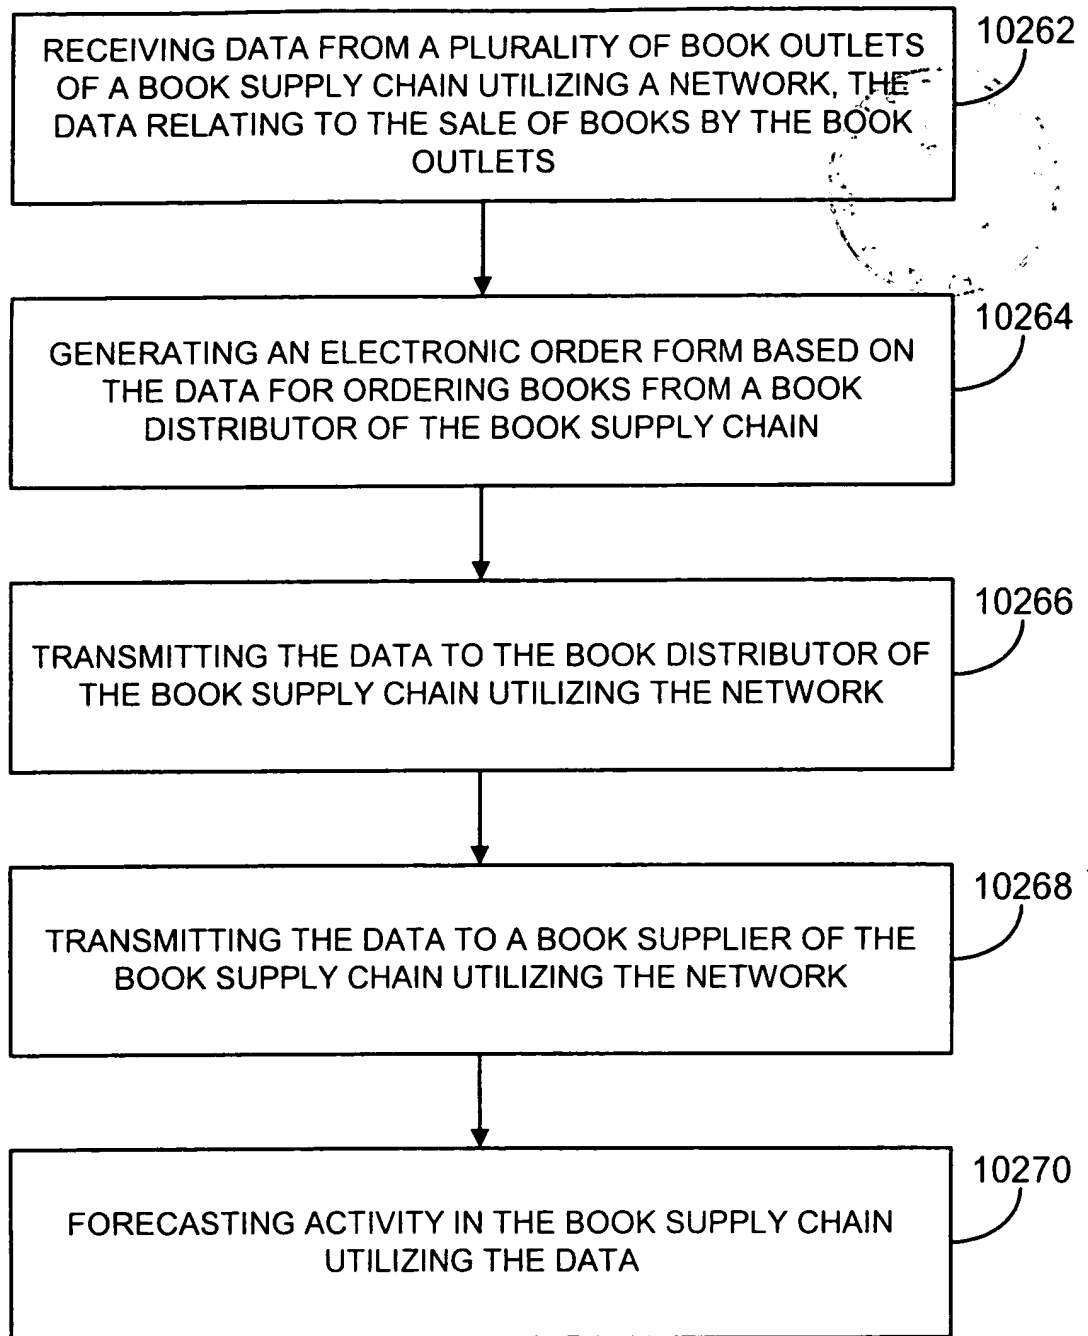 RECEIVING DATA FROM A PLURALITY OF BOOK OUTLETS
OF A BOOK SUPPLY CHAIN UTILIZING A NETWORK, THE
DATA RELATING TO THE SALE OF BOOKS BY THE BOOK
OUTLETS
10262
GENERATING AN ELECTRONIC ORDER FORM BASED ON
THE DATA FOR ORDERING BOOKS FROM A BOOK
DISTRIBUTOR OF THE BOOK SUPPLY CHAIN
10264
TRANSMITTING THE DATA TO THE BOOK DISTRIBUTOR OF
THE BOOK SUPPLY CHAIN UTILIZING THE NETWORK
10266
TRANSMITTING THE DATA TO A BOOK SUPPLIER OF THE
BOOK SUPPLY CHAIN UTILIZING THE NETWORK
10268
FORECASTING ACTIVITY IN THE BOOK SUPPLY CHAIN
UTILIZING THE DATA
10270